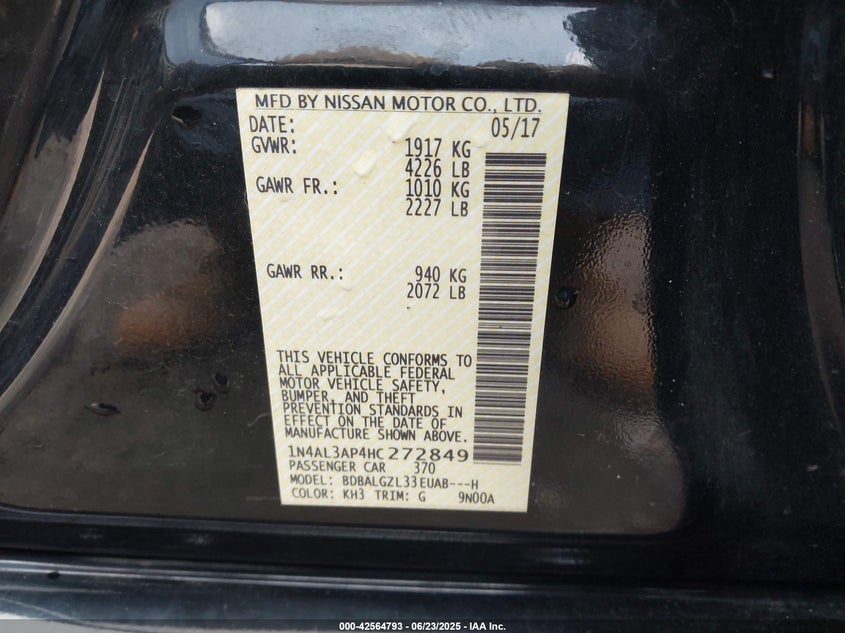 MFD BY NISSAN MOTOR CO., LTD.
DATE: 05/17
GVWR: 1917 KG
4226 LB
GAWR FR.: 1010 KG
2227 LB
GAWR RR.: 940 KG
2072 LB
THIS VEHICLE CONFORMS TO
ALL APPLICABLE FEDERAL
MOTOR VEHICLE SAFETY,
BUMPER, AND THEFT
PREVENTION STANDARDS IN
EFFECT ON THE DATE OF
MANUFACTURE SHOWN ABOVE.
1N4AL3AP4HC272849
PASSENGER CAR 370
MODEL: BDBALGZL33EUAB---H
COLOR: KH3 TRIM: G 9N00A
000-42564793 - 06/23/2025 - IAA Inc.